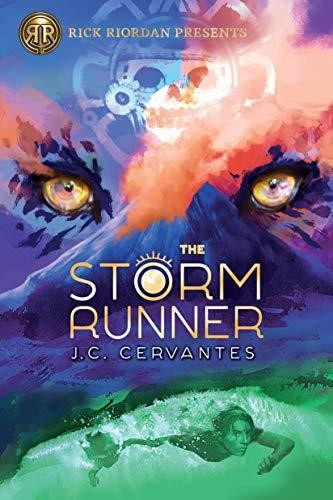 RICK RIORDAN PRESENTS
THE
STORM
RUNNER
J.C. CERVANTES